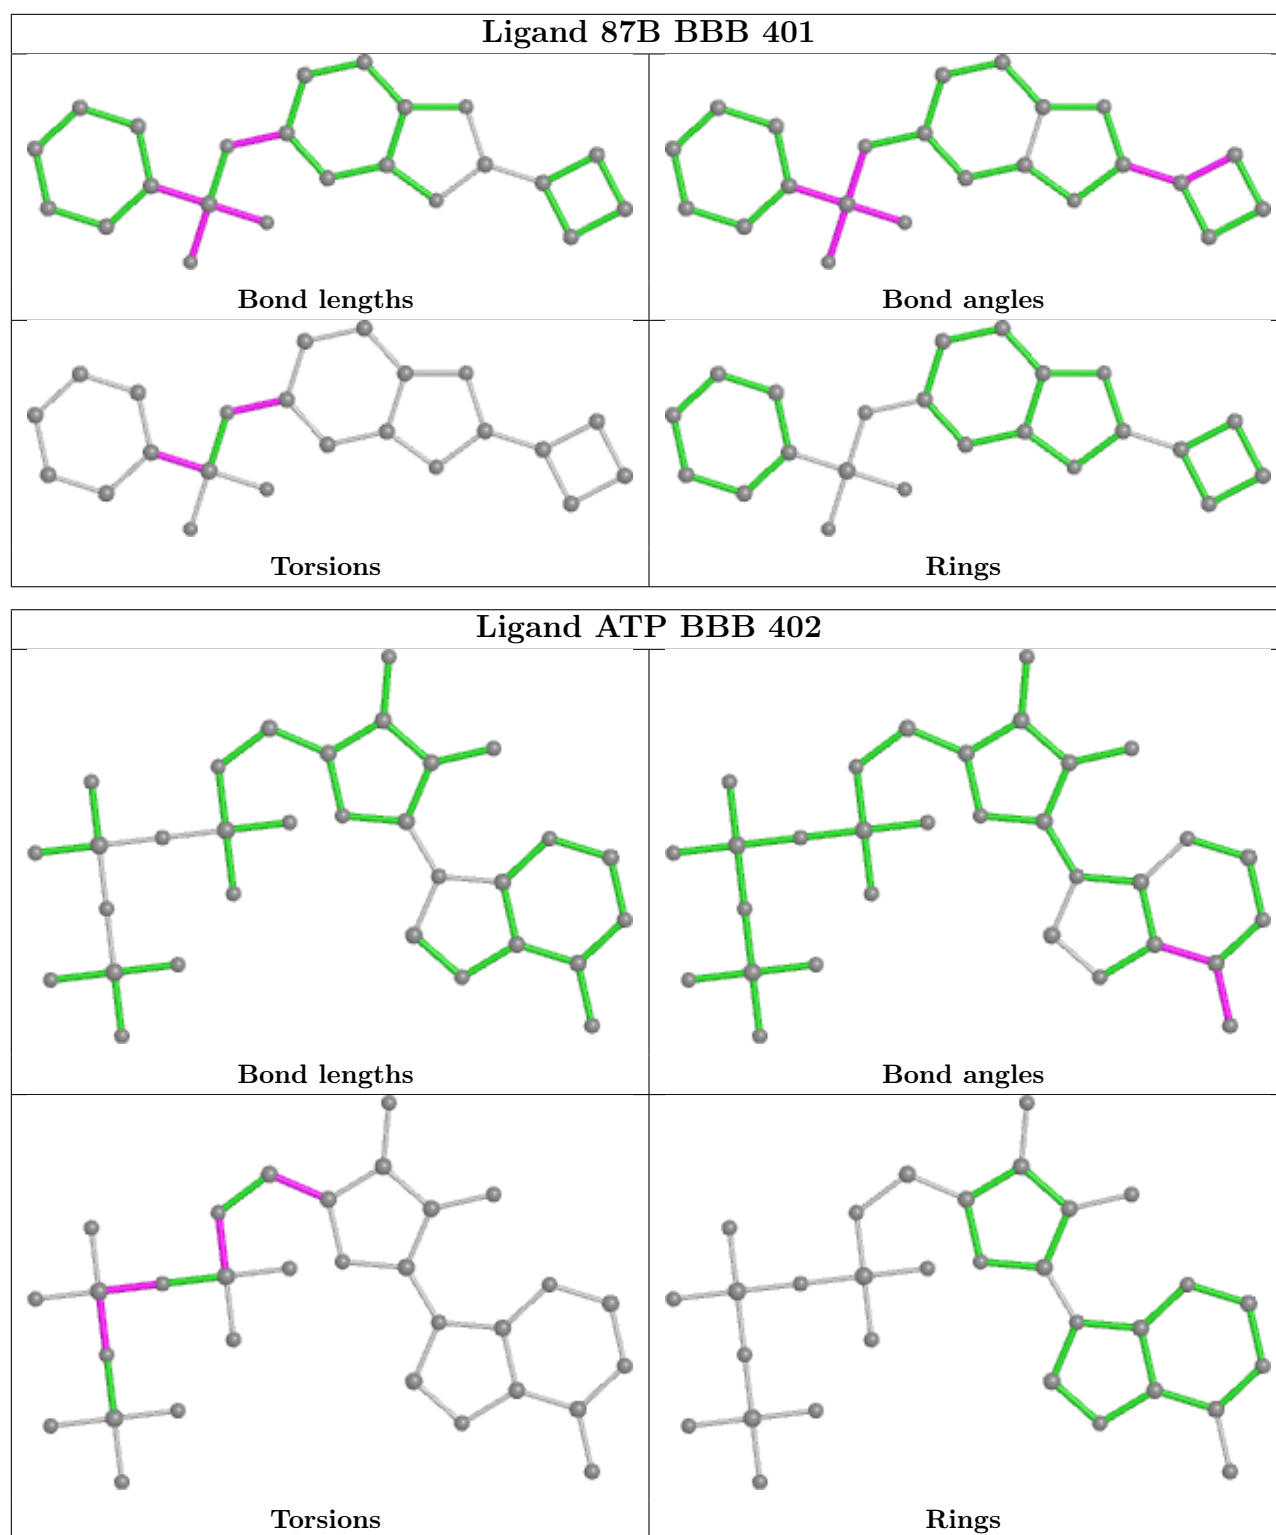 Ligand 87B BBB 401
Bond lengths
Bond angles
Torsions
Rings
Ligand ATP BBB 402
Bond lengths
Bond angles
Torsions
Rings